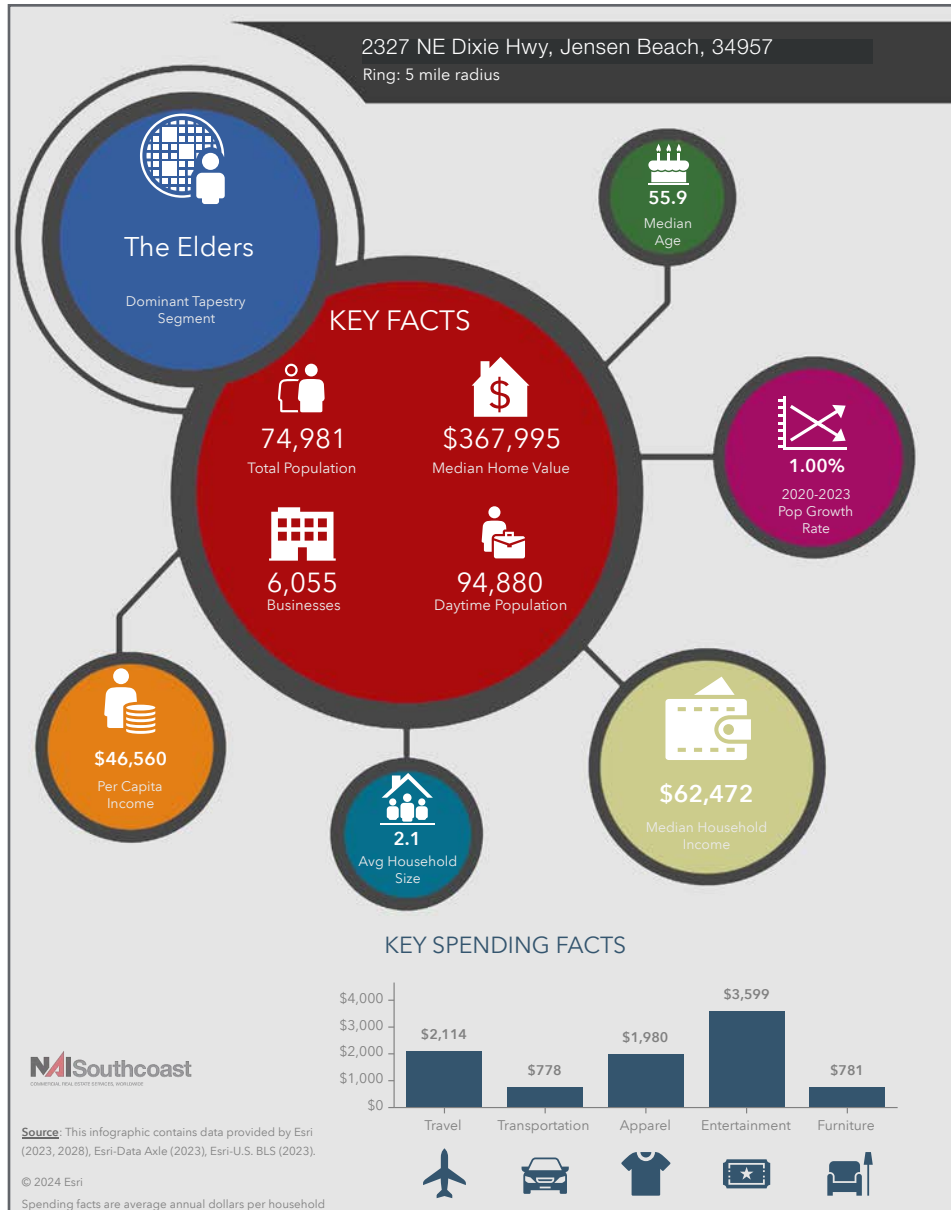 2327 NE Dixie Hwy, Jensen Beach, 34957
Ring: 5 mile radius
The Elders
Dominant Tapestry
Segment
55.9
Median
Age
KEY FACTS
74,981
Total Population
$
$367,995
Median Home Value
6,055
Businesses
94,880
Daytime Population
1.00%
2020-2023
Pop Growth
Rate
$46,560
Per Capita
Income
2.1
Avg Household
Size
$62,472
Median Household
Income
KEY SPENDING FACTS
$4,000
$3,000
$2,000
$1,000
$0
$2,114
$778
$1,980
$3,599
$781
Travel
Transportation
Apparel
Entertainment
Furniture
NAISouthcoast
COMMERCIAL REAL ESTATE SERVICES, WORLDWIDE
Source: This infographic contains data provided by Esri
(2023, 2028), Esri-Data Axle (2023), Esri-U.S. BLS (2023).
© 2024 Esri
Spending facts are average annual dollars per household